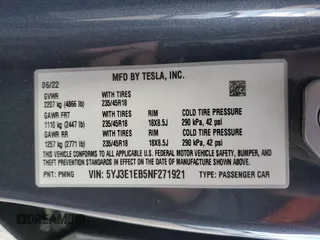 MFD BY TESLA, INC.
06/22
GVWR WITH TIRES
2207 kg (4866 lb) 235/45R18
GAWR FRT WITH TIRES RIM COLD TIRE PRESSURE
1110 kg (2447 lb) 235/45R18 18X8.5J 290 kPa, 42 psi
GAWR RR WITH TIRES RIM COLD TIRE PRESSURE
1257 kg (2771 lb) 235/45R18 18X8.5J 290 kPa, 42 psi
THIS VEHICLE CONFORMS TO ALL APPLICABLE
U.S. FEDERAL MOTOR VEHICLE SAFETY, BUMPER, AND
THEFT PREVENTION STANDARDS IN EFFECT ON THE DATE
OF MANUFACTURE SHOWN ABOVE.
PNT: PMNG VIN: 5YJ3E1EB5NF271921 TYPE: PASSENGER CAR
DREAMBID